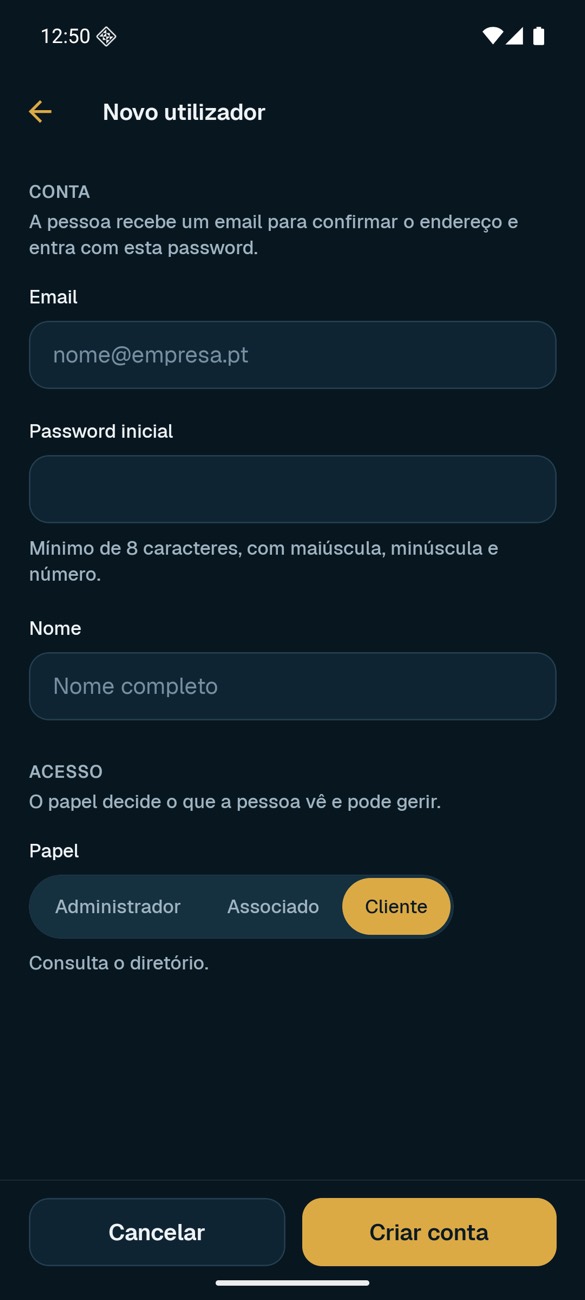 12:50
Novo utilizador
CONTA
A pessoa recebe um email para confirmar o endereço e
entra com esta password.
Email
nome@empresa.pt
Password inicial
Mínimo de 8 caracteres, com maiúscula, minúscula e
número.
Nome
Nome completo
ACESSO
O papel decide o que a pessoa vê e pode gerir.
Papel
Administrador Associado Cliente
Consulta o diretório.
Cancelar Criar conta